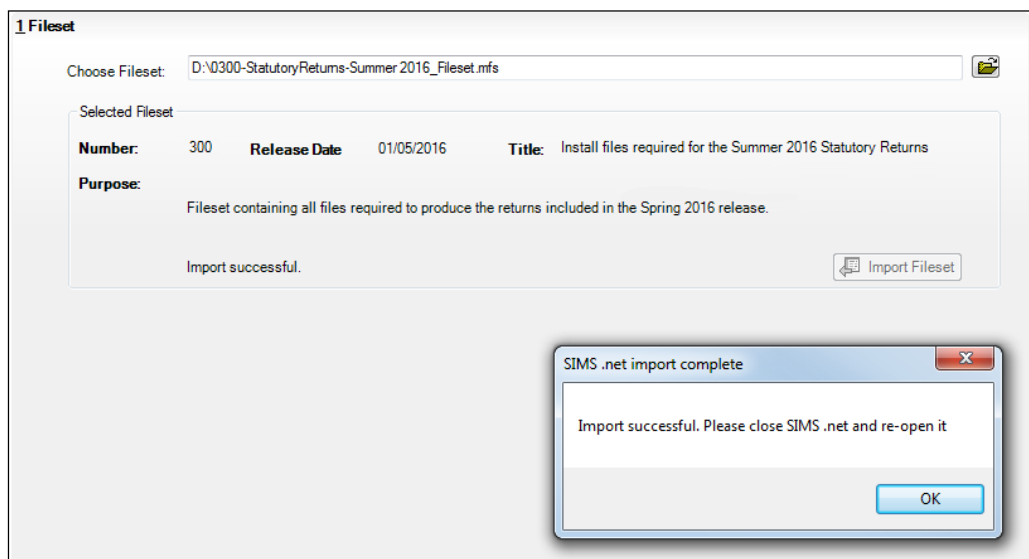 1 Fileset
Choose Fileset: D:\0300-StatutoryReturns-Summer 2016_Fileset.mfs
Selected Fileset
Number: 300 Release Date 01/05/2016 Title: Install files required for the Summer 2016 Statutory Returns
Purpose:
Fileset containing all files required to produce the returns included in the Spring 2016 release.
Import successful. Import Fileset
SIMS .net import complete
Import successful. Please close SIMS .net and re-open it
OK